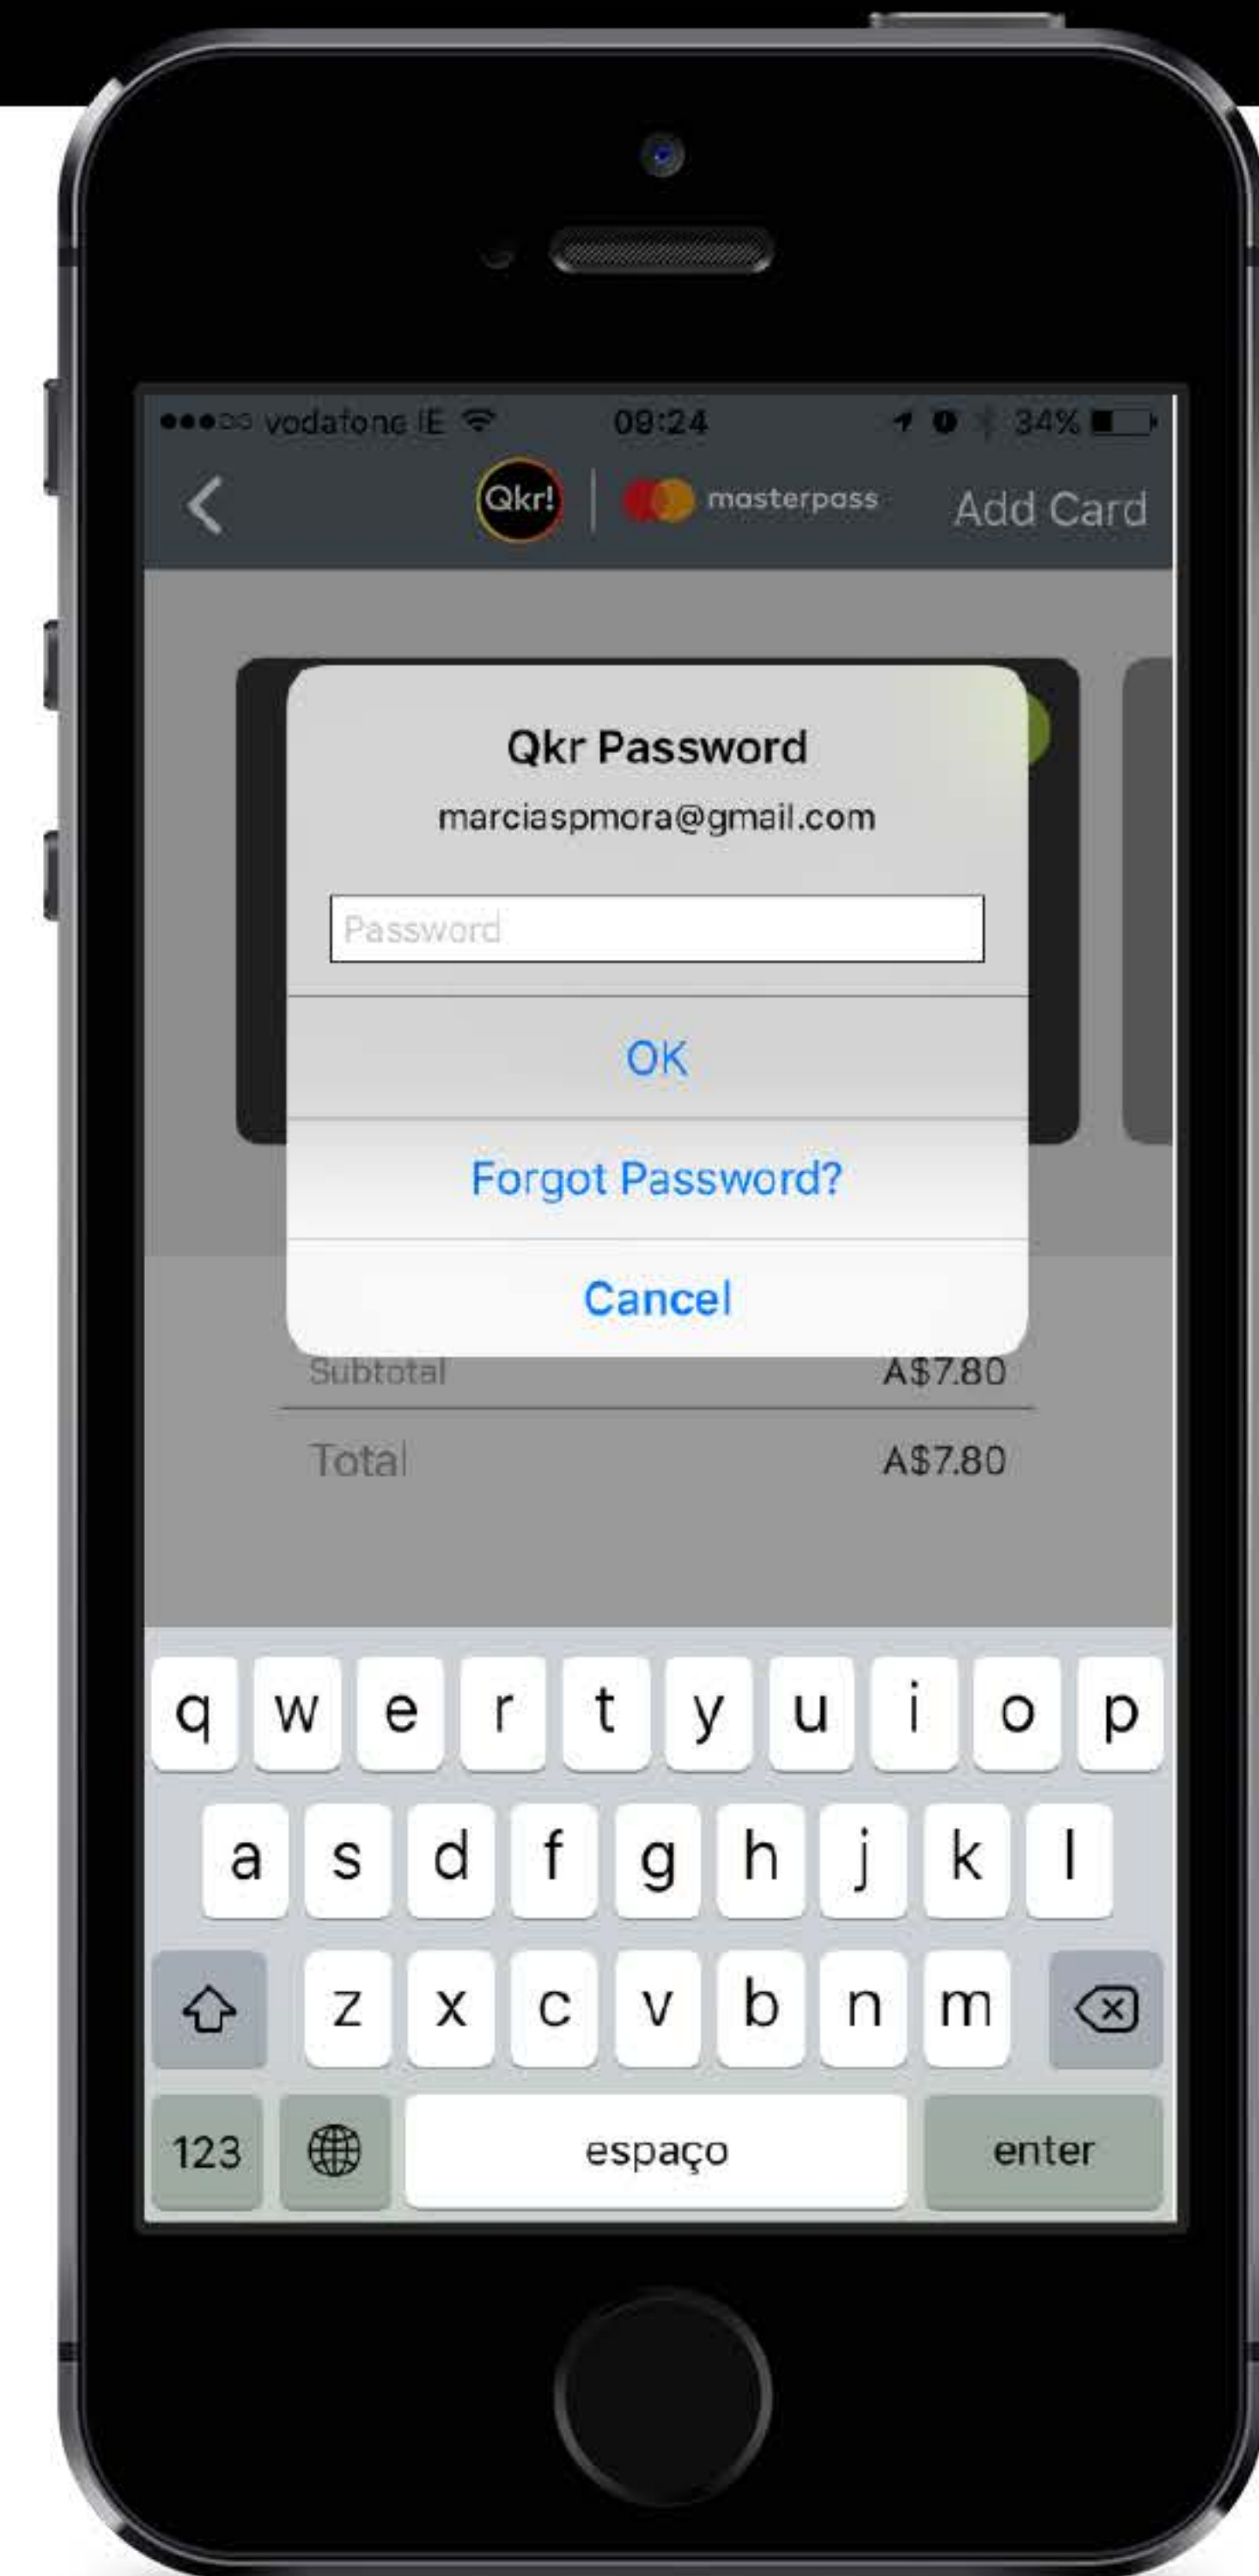 vodafone IE 09:24 34%
Qkr! masterpass Add Card
Qkr Password
marciaspmora@gmail.com
Password
OK
Forgot Password?
Cancel
Subtotal A$7.80
Total A$7.80
q w e r t y u i o p
a s d f g h j k l
z x c v b n m
123 espaço enter